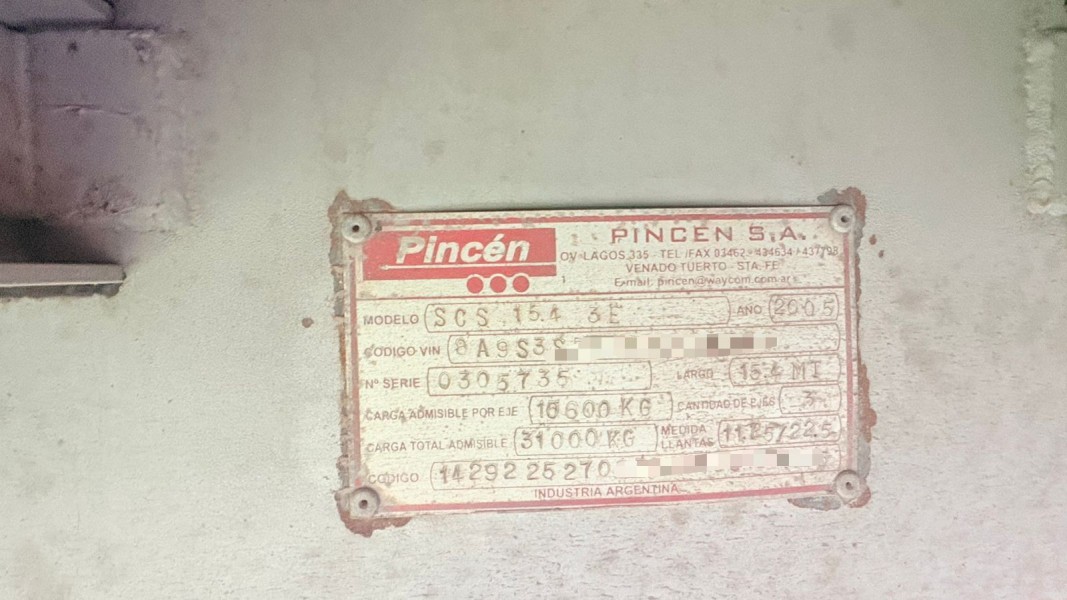 Pincén
PINCEN S.A.
OV. LAGOS 335 - TEL /FAX 03462 - 434634 / 437798
VENADO TUERTO - STA. FE
E-mail: pincen@waycom.com.ar
MODELO SCS 15.4 3E AÑO 2005
CODIGO VIN 8A9S3S
Nº SERIE 0305735 LARGO 15.4 MT
CARGA ADMISIBLE POR EJE 10600 KG CANTIDAD DE EJES 3
CARGA TOTAL ADMISIBLE 31000 KG MEDIDA LLANTAS 11.25/22.5
CODIGO 14292 25 270
INDUSTRIA ARGENTINA